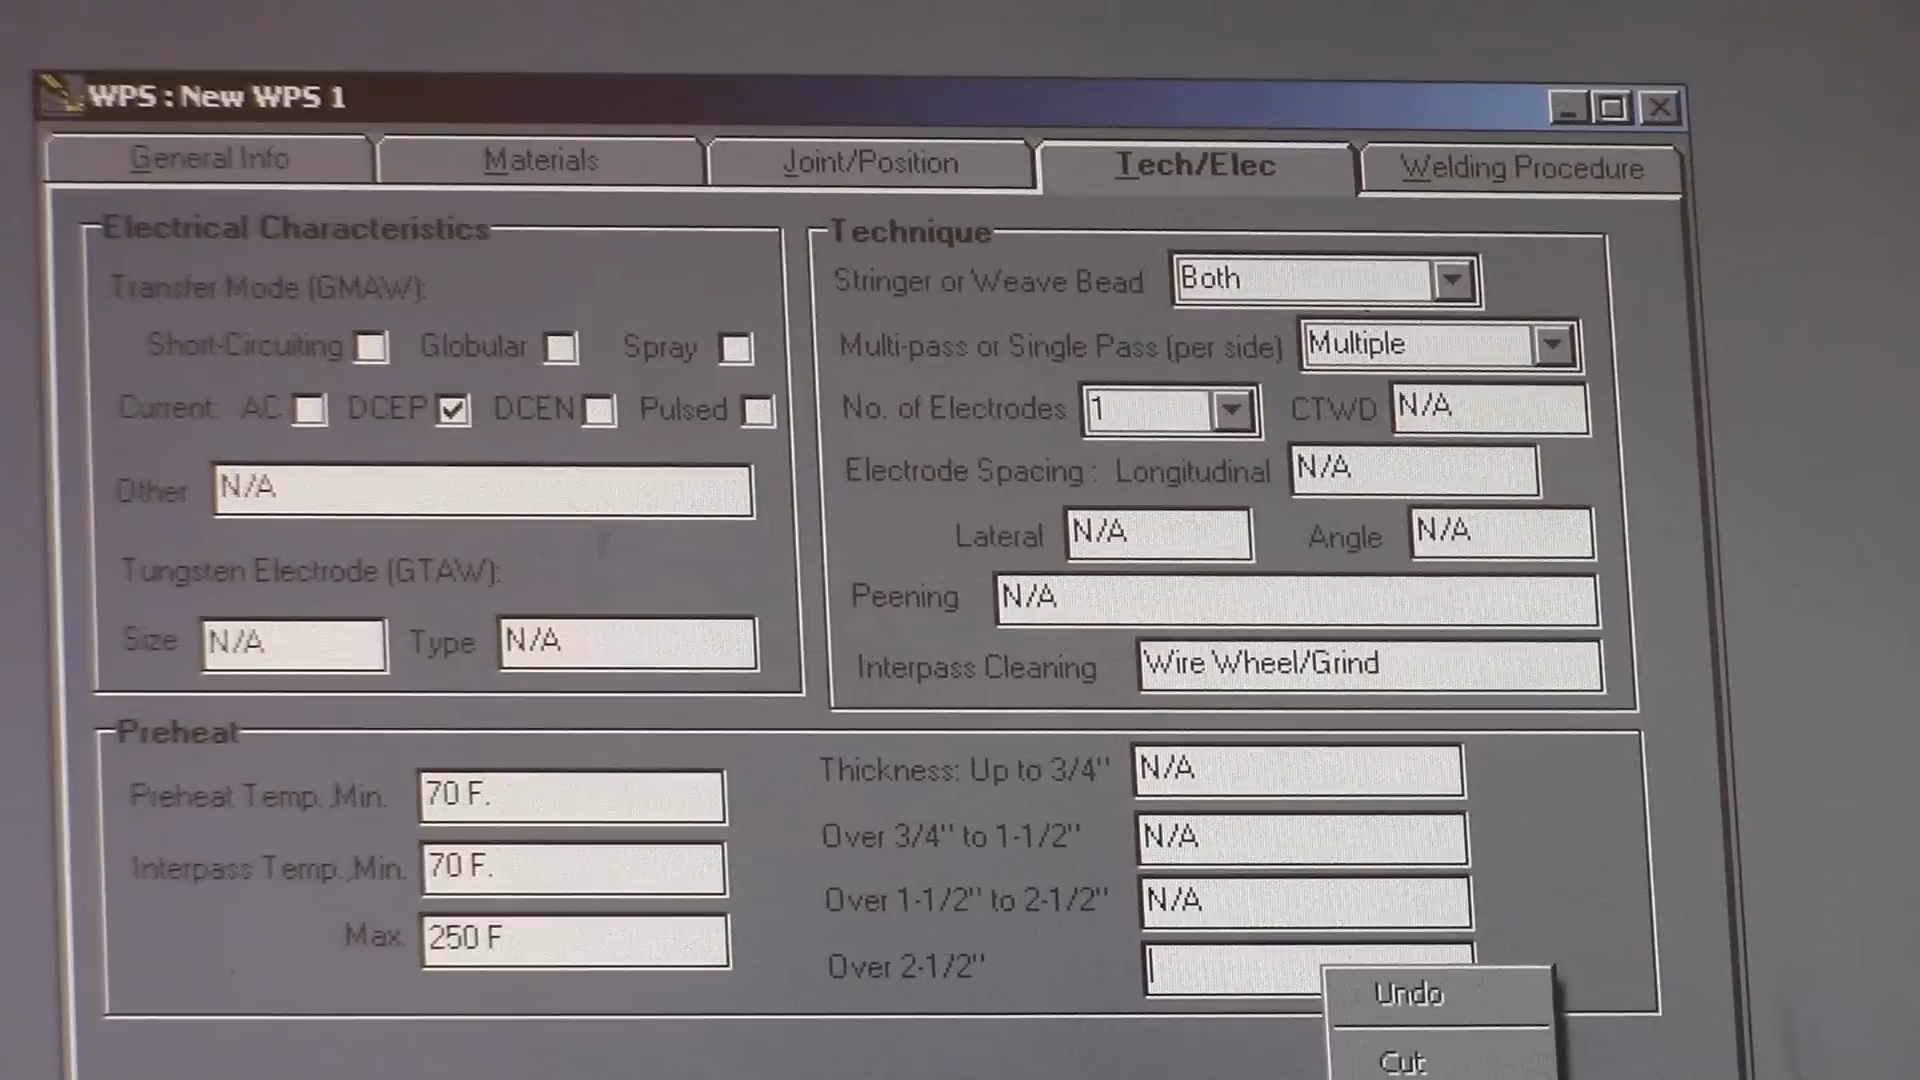 WPS : New WPS 1
General Info Materials Joint/Position Tech/Elec Welding Procedure
Electrical Characteristics
Transfer Mode (GMAW):
Short-Circuiting Globular Spray
Current: AC DCEP DCEN Pulsed
Other N/A
Tungsten Electrode (GTAW):
Size N/A Type N/A
Technique
Stringer or Weave Bead Both
Multi-pass or Single Pass (per side) Multiple
No. of Electrodes 1 CTWD N/A
Electrode Spacing : Longitudinal N/A
Lateral N/A Angle N/A
Peening N/A
Interpass Cleaning Wire Wheel/Grind
Preheat
Preheat Temp.,Min. 70 F.
Interpass Temp.,Min. 70 F.
Max. 250 F
Thickness: Up to 3/4" N/A
Over 3/4" to 1-1/2" N/A
Over 1-1/2" to 2-1/2" N/A
Over 2-1/2"
Undo
Cut